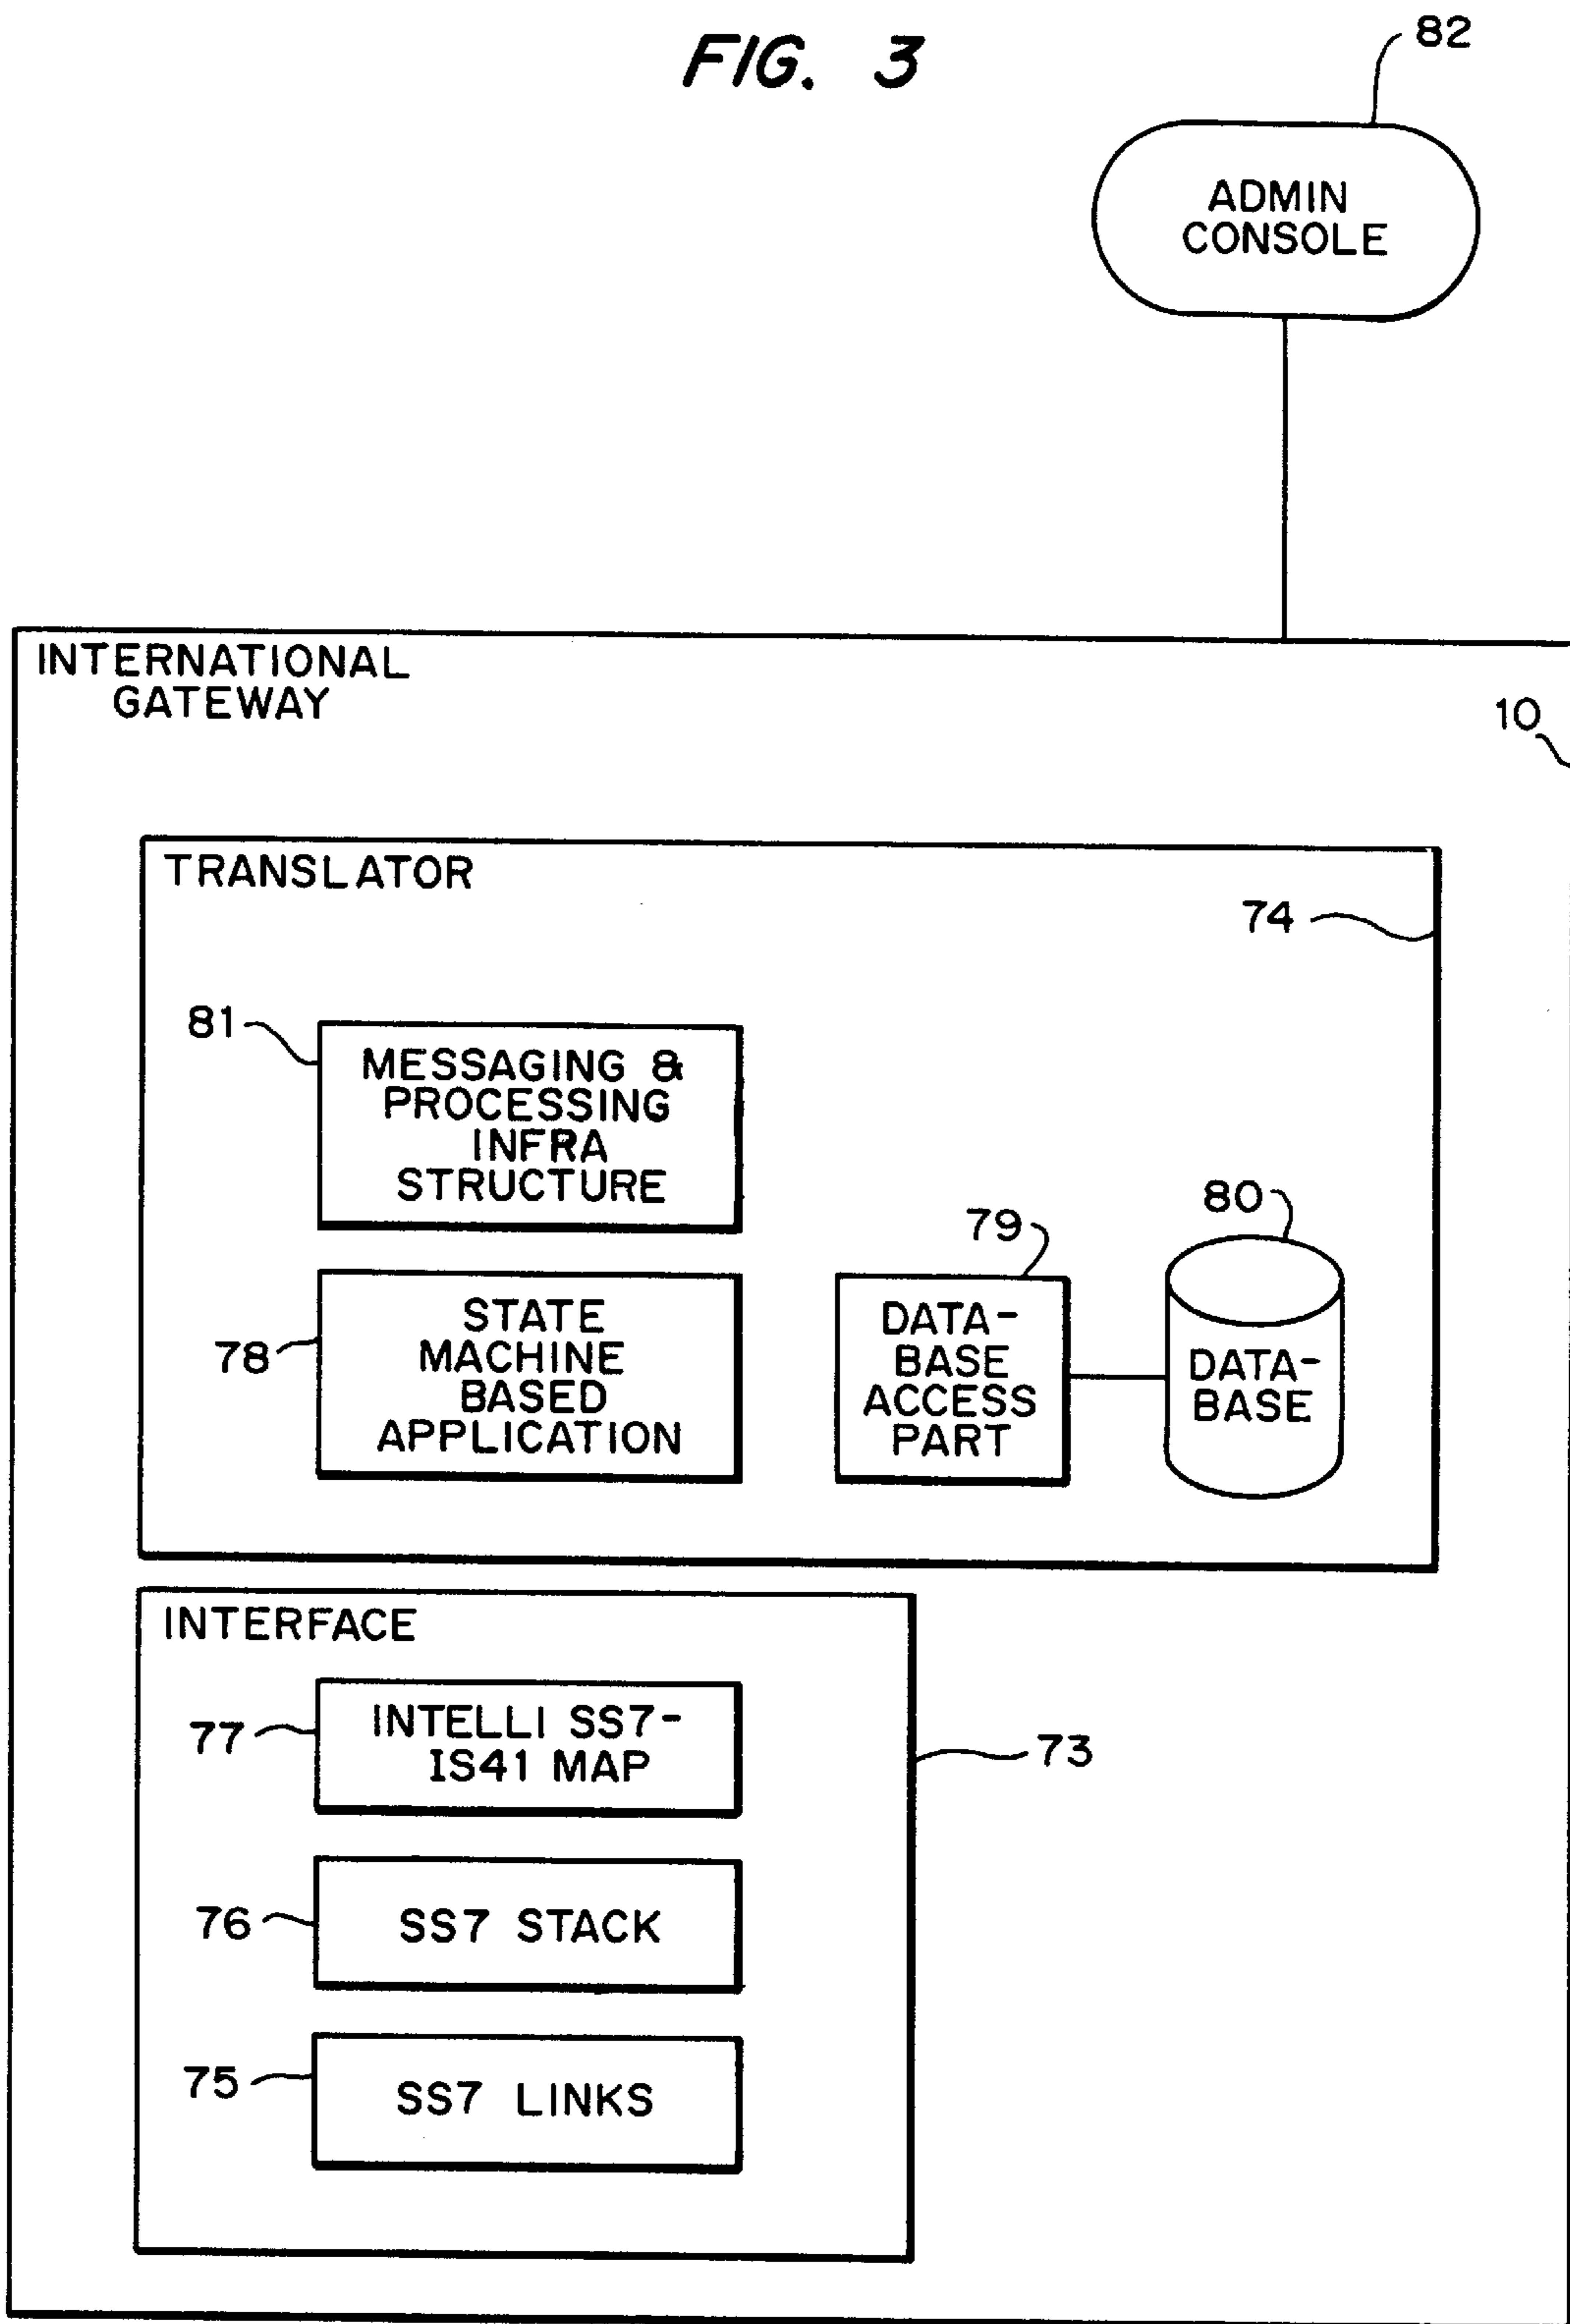 FIG. 3
82
ADMIN
CONSOLE
INTERNATIONAL
GATEWAY
10
TRANSLATOR
74
81
MESSAGING &
PROCESSING
INFRA
STRUCTURE
78
STATE
MACHINE
BASED
APPLICATION
79
DATA-
BASE
ACCESS
PART
80
DATA-
BASE
INTERFACE
77
INTELLI SS7-
IS41 MAP
73
76
SS7 STACK
75
SS7 LINKS